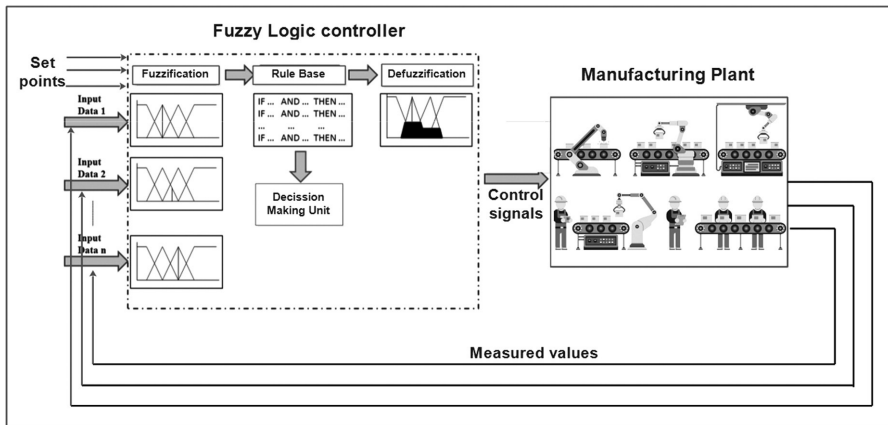 Fuzzy Logic controller
Set
points
Fuzzification
Rule Base
Defuzzification
Manufacturing Plant
Input
Data 1
IF ... AND ... THEN ...
IF ... AND ... THEN ...
... ... ...
IF ... AND ... THEN ...
Input
Data 2
Decission
Making Unit
Control
signals
Input
Data n
Measured values